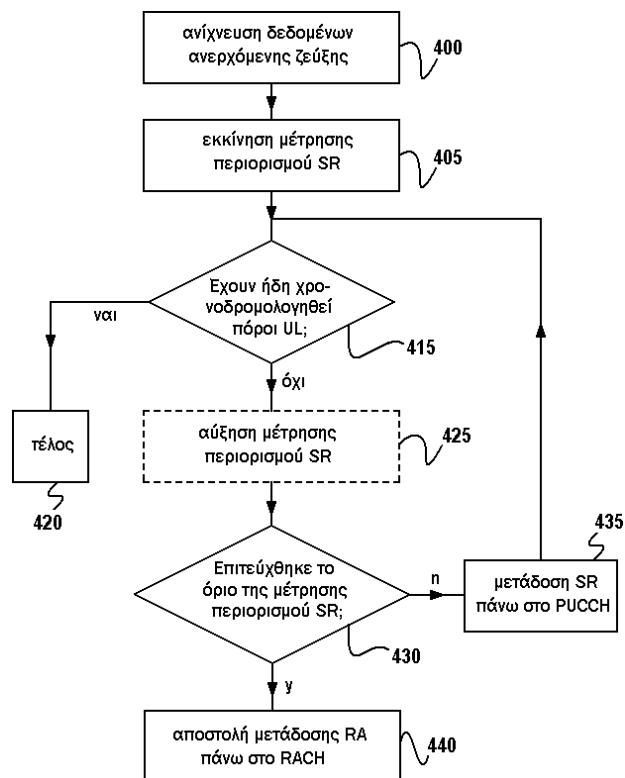 ανίχνευση δεδομένων
ανερχόμενης ζεύξης
400
εκκίνηση μέτρησης
περιορισμού SR
405
Έχουν ήδη χρο-
νοδρομολογηθεί
πόροι UL;
415
ναι
όχι
τέλος
420
αύξηση μέτρησης
περιορισμού SR
425
Επιτεύχθηκε το
όριο της μέτρησης
περιορισμού SR;
430
n
435
μετάδοση SR
πάνω στο PUCCH
y
αποστολή μετάδοσης RA
πάνω στο RACH
440